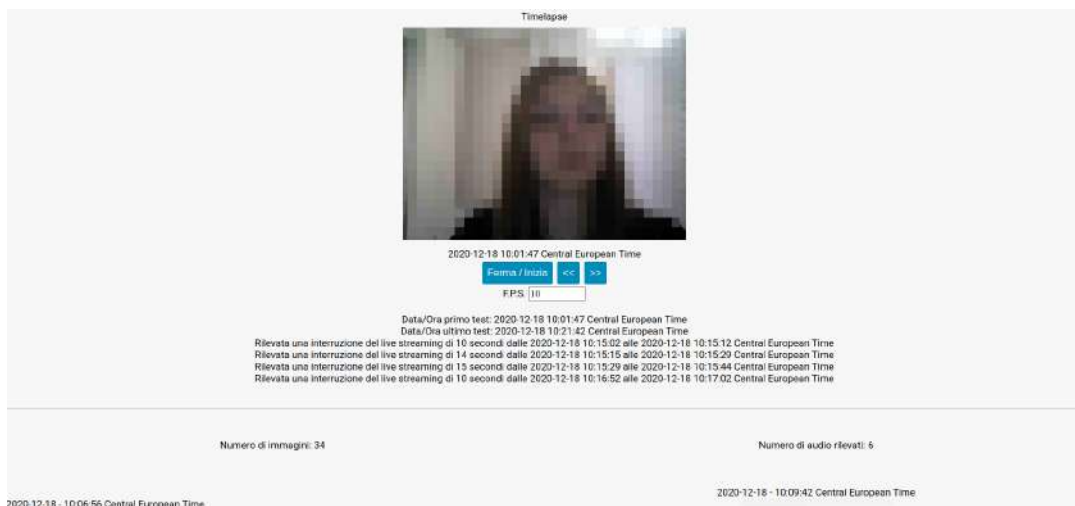 Timelapse
2020-12-18 10:01:47 Central European Time
Ferma / Inizia << >>
F.P.S. 10
Data/Ora primo test: 2020-12-18 10:01:47 Central European Time
Data/Ora ultimo test: 2020-12-18 10:21:42 Central European Time
Rilevata una interruzione del live streaming di 10 secondi dalle 2020-12-18 10:15:02 alle 2020-12-18 10:15:12 Central European Time
Rilevata una interruzione del live streaming di 14 secondi dalle 2020-12-18 10:15:15 alle 2020-12-18 10:15:29 Central European Time
Rilevata una interruzione del live streaming di 15 secondi dalle 2020-12-18 10:15:29 alle 2020-12-18 10:15:44 Central European Time
Rilevata una interruzione del live streaming di 10 secondi dalle 2020-12-18 10:16:52 alle 2020-12-18 10:17:02 Central European Time
Numero di immagini: 34
Numero di audio rilevati: 6
2020-12-18 - 10:09:42 Central European Time
2020-12-18 - 10:06:56 Central European Time